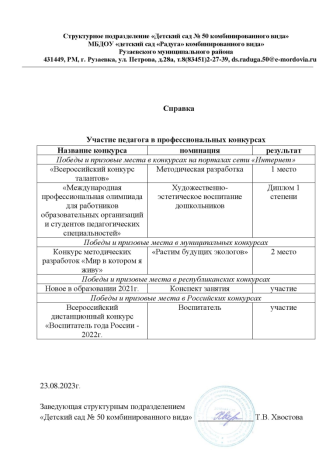 Структурное подразделение «Детский сад № 50 комбинированного вида»
МБДОУ «детский сад «Радуга» комбинированного вида»
Рузаевского муниципального района
431449, РМ, г. Рузаевка, ул. Петрова, д.28а, т.8(83451)2-27-39, ds.raduga.50@e-mordovia.ru
Справка
Участие педагога в профессиональных конкурсах
Название конкурса номинация результат
Победы и призовые места в конкурсах на порталах сети «Интернет»
«Всероссийский конкурс Методическая разработка 1 место
талантов»
«Международная Художественно- Диплом 1
профессиональная олимпиада эстетическое воспитание степени
для работников дошкольников
образовательных организаций
и студентов педагогических
специальностей»
Победы и призовые места в муниципальных конкурсах
Конкурс методических «Растим будущих экологов» 2 место
разработок «Мир в котором я
живу»
Победы и призовые места в республиканских конкурсах
Новое в образовании 2021г. Конспект занятия участие
Победы и призовые места в Российских конкурсах
Всероссийский Воспитатель участие
дистанционный конкурс
«Воспитатель года России -
2022г.
23.08.2023г.
Заведующая структурным подразделением
«Детский сад № 50 комбинированного вида» Т.В. Хвостова